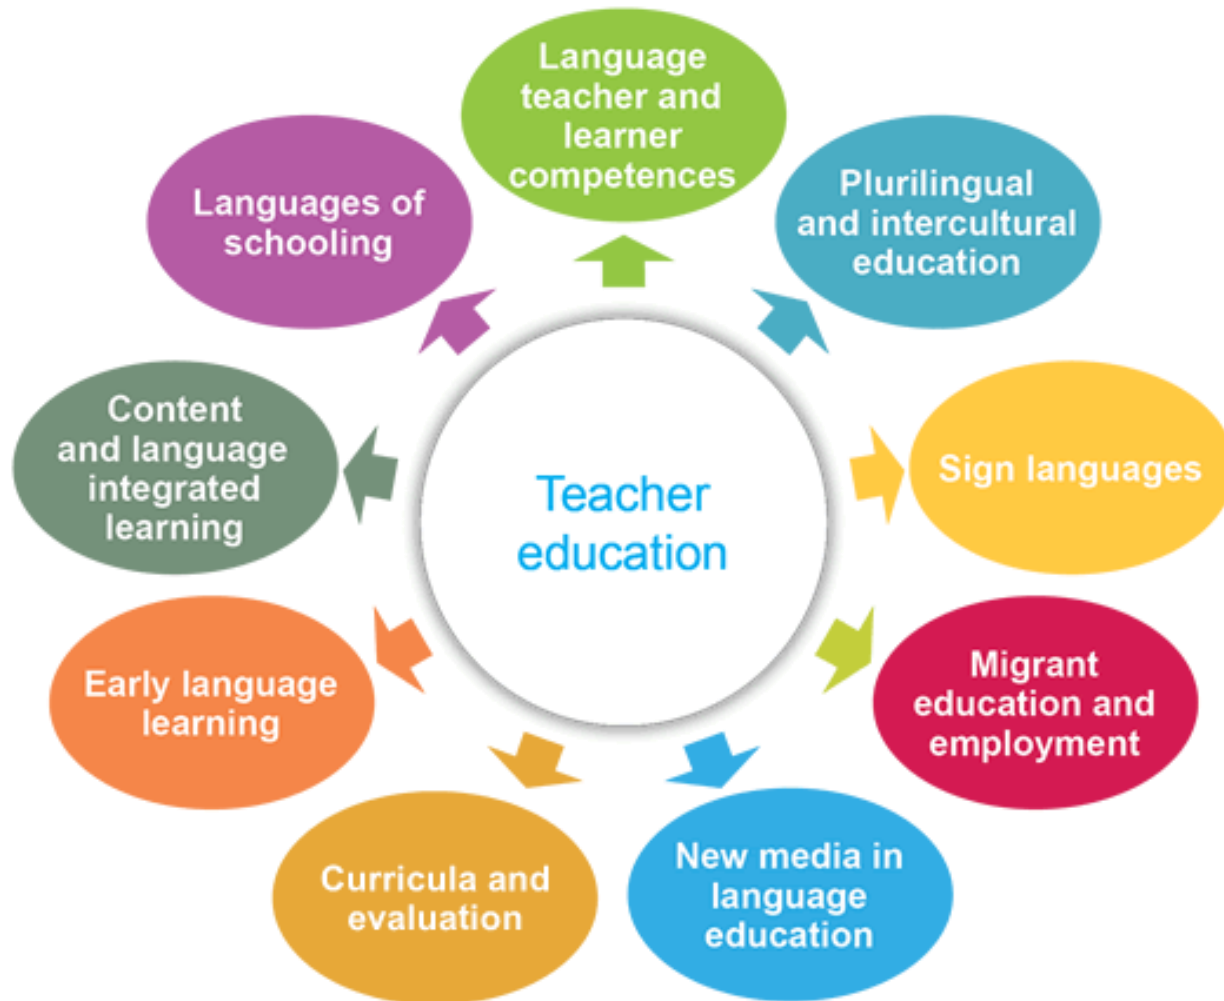 Language
teacher and
learner
competences
Plurilingual
and intercultural
education
Sign languages
Migrant
education and
employment
New media in
language
education
Curricula and
evaluation
Early language
learning
Content
and language
integrated
learning
Languages of
schooling
Teacher
education